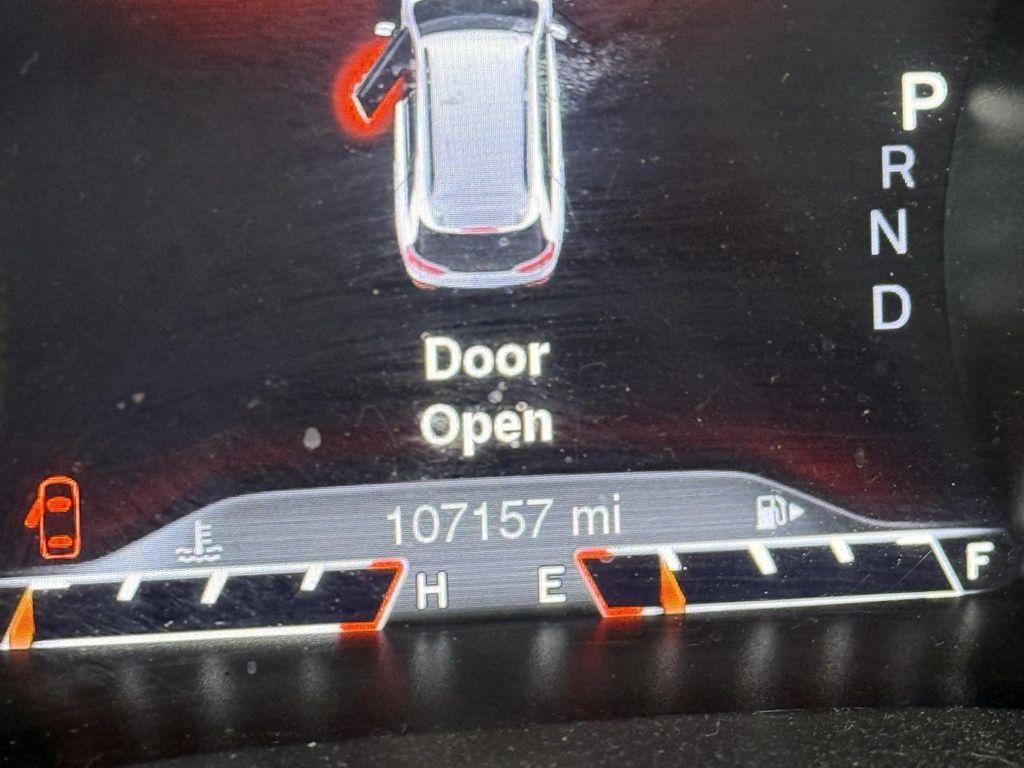 P
R
N
D
Door
Open
107157 mi
H E F